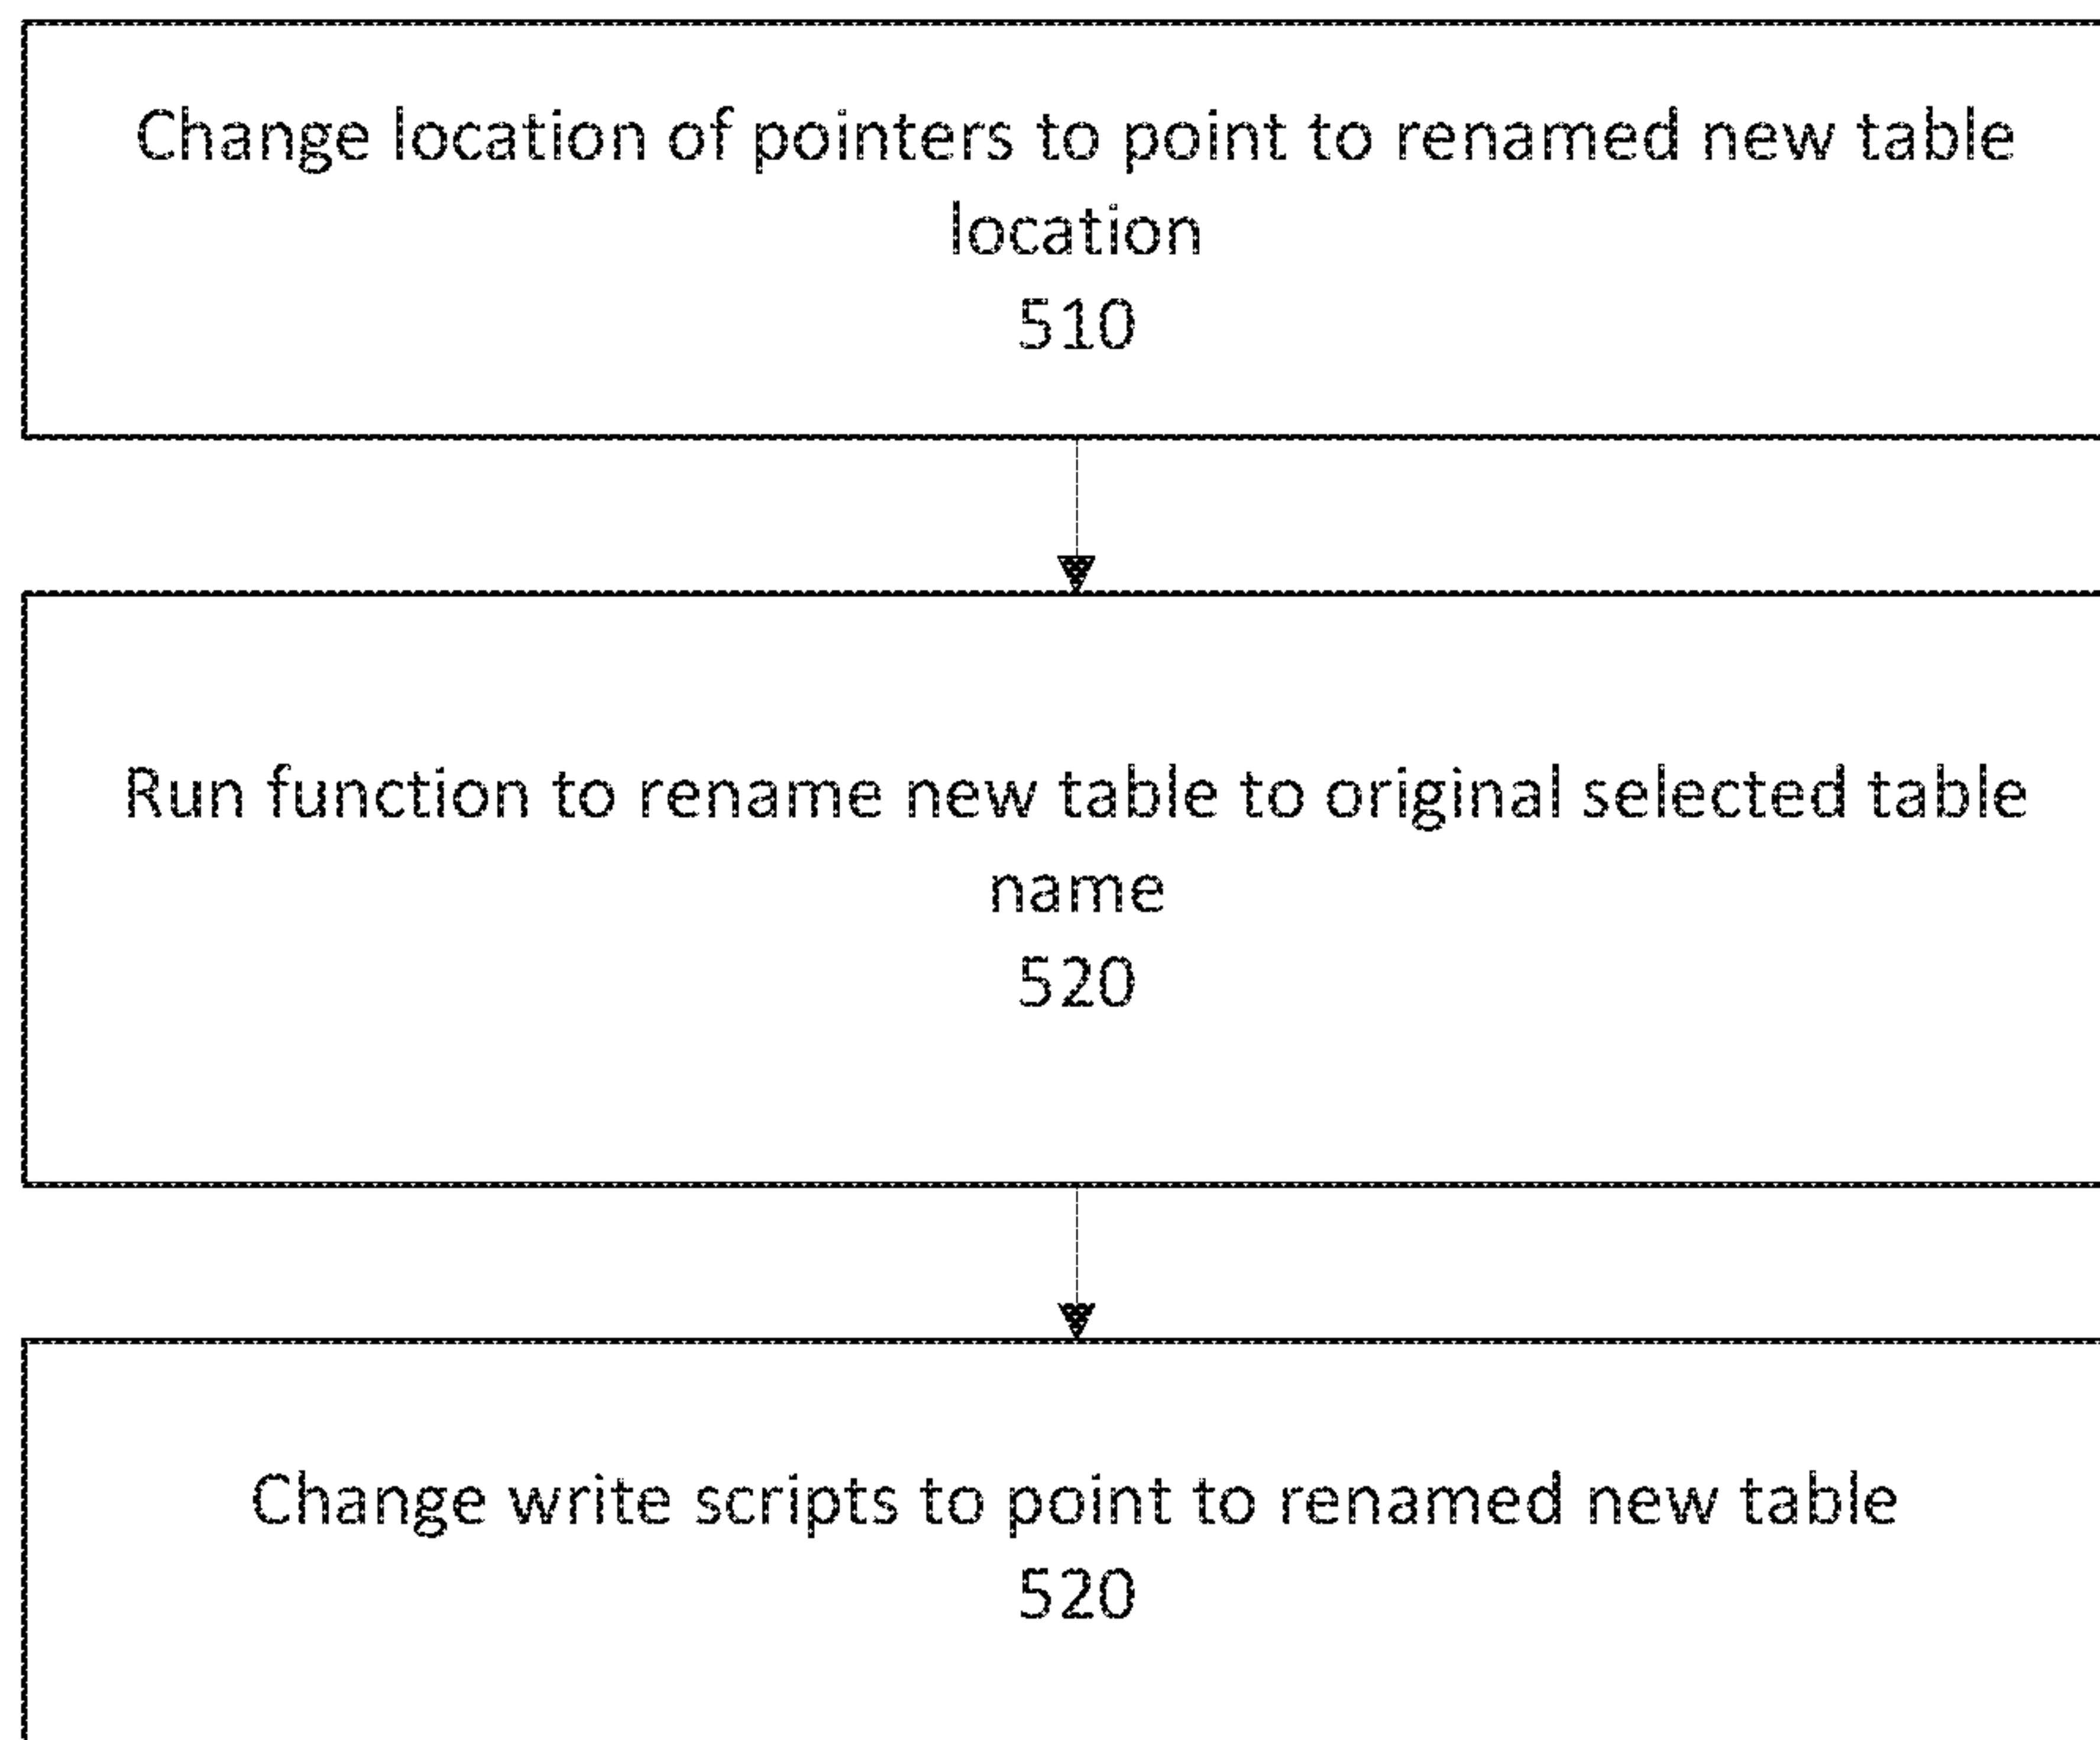 Change location of pointers to point to renamed new table
location
510
Run function to rename new table to original selected table
name
520
Change write scripts to point to renamed new table
520